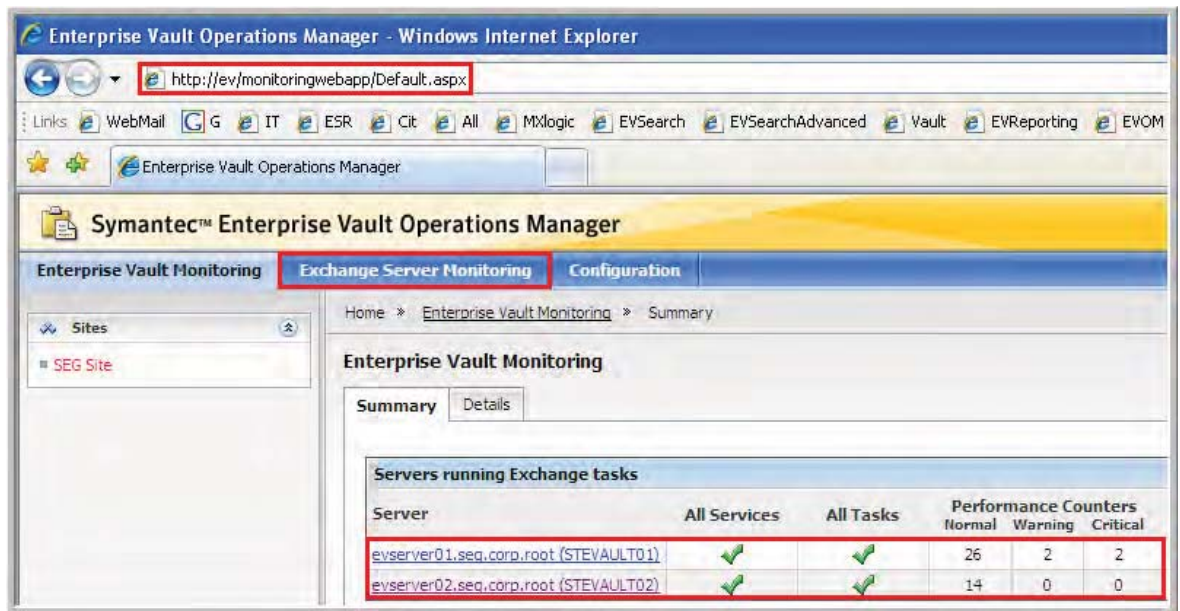 Enterprise Vault Operations Manager - Windows Internet Explorer
http://ev/monitoringwebapp/Default.aspx
Links WebMail G G IT ESR Cit All MXlogic EVSearch EVSearchAdvanced Vault EVReporting EVOM
Enterprise Vault Operations Manager
Symantec™ Enterprise Vault Operations Manager
Enterprise Vault Monitoring Exchange Server Monitoring Configuration
Sites
SEG Site
Home » Enterprise Vault Monitoring » Summary
Enterprise Vault Monitoring
Summary Details
Servers running Exchange tasks
Server All Services All Tasks Performance Counters
Normal Warning Critical
evserver01.seg.corp.root (STEVAULT01) 26 2 2
evserver02.seg.corp.root (STEVAULT02) 14 0 0